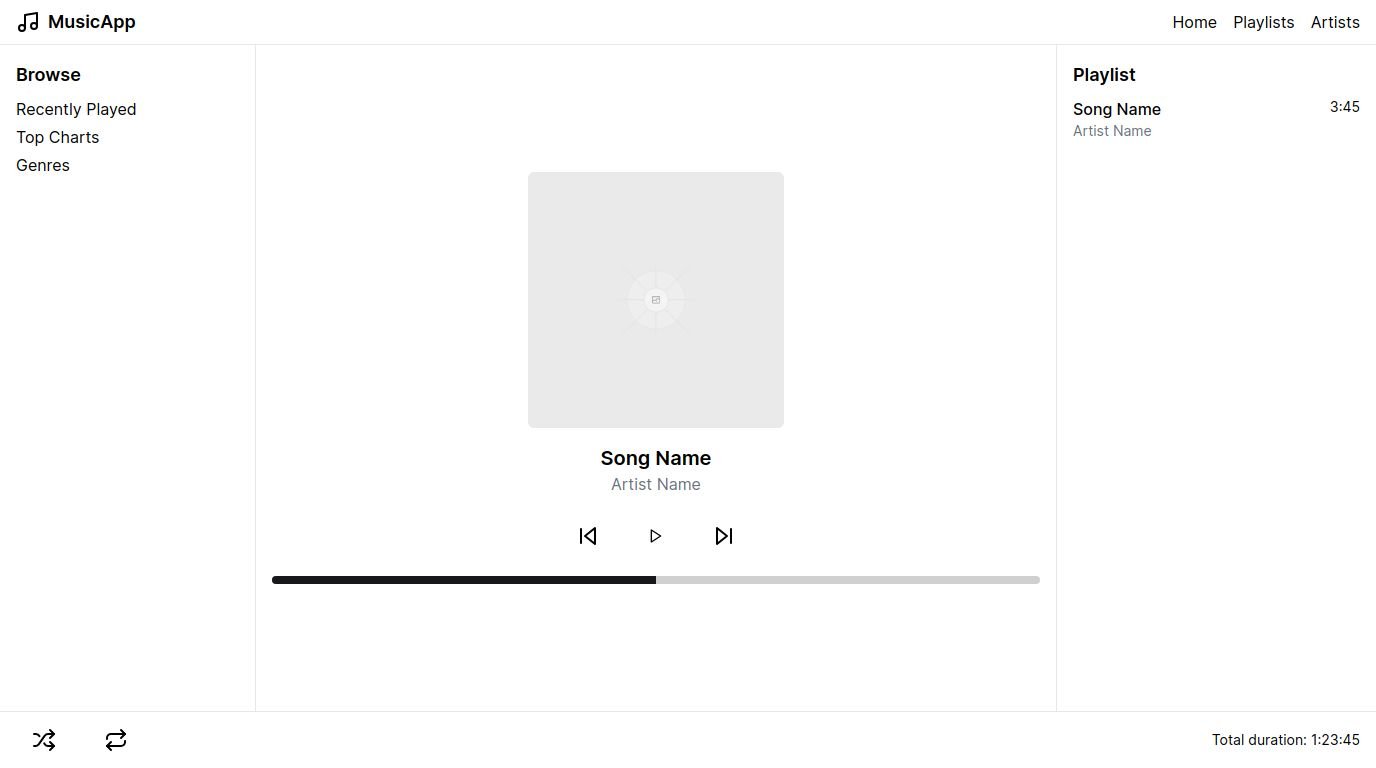 MusicApp
Home Playlists Artists
Browse
Recently Played
Top Charts
Genres
Song Name
Artist Name
Playlist
Song Name 3:45
Artist Name
Total duration: 1:23:45